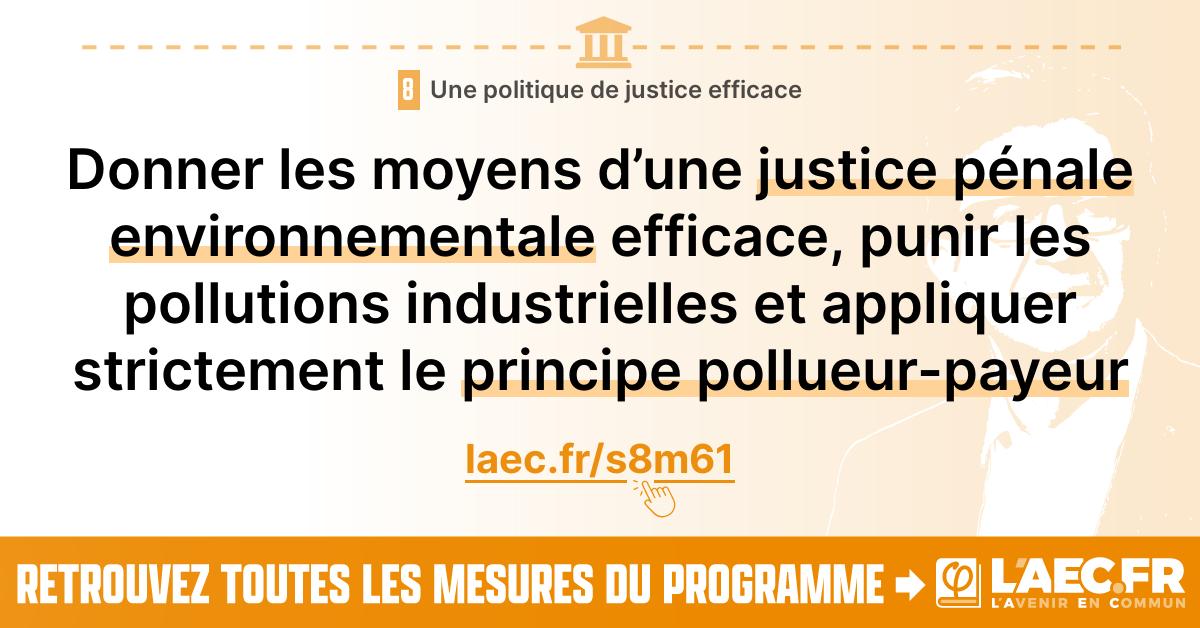 8 Une politique de justice efficace
Donner les moyens d’une justice pénale
environnementale efficace, punir les
pollutions industrielles et appliquer
strictement le principe pollueur-payeur
laec.fr/s8m61
RETROUVEZ TOUTES LES MESURES DU PROGRAMME
φ L'AEC.FR
L'AVENIR EN COMMUN